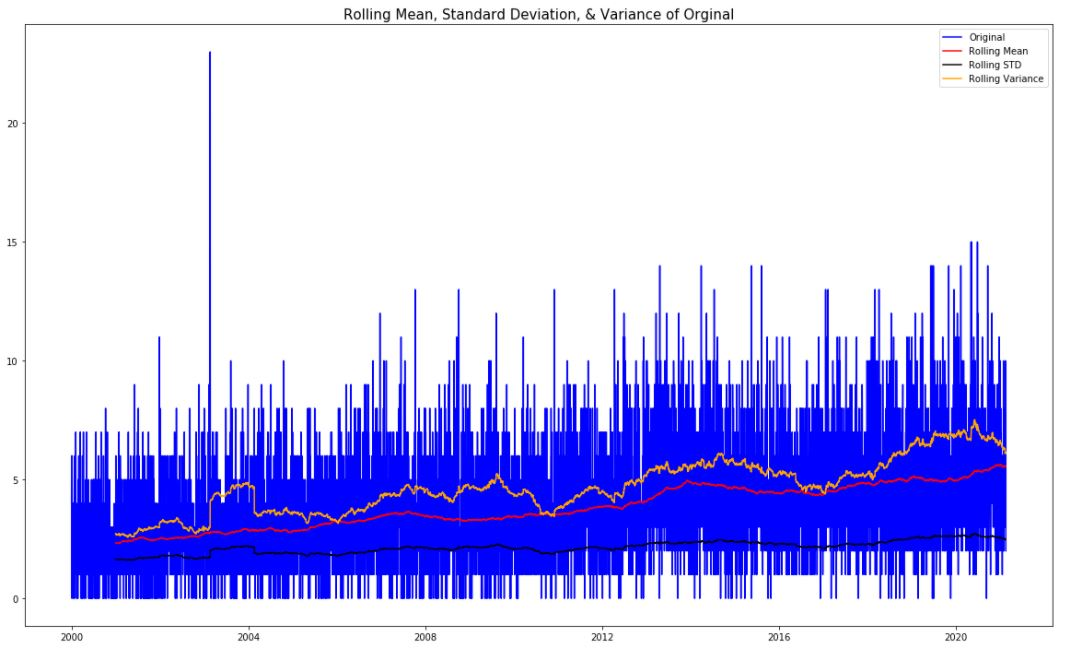 Rolling Mean, Standard Deviation, & Variance of Orginal
Original
Rolling Mean
Rolling STD
Rolling Variance
20
15
10
5
0
2000 2004 2008 2012 2016 2020